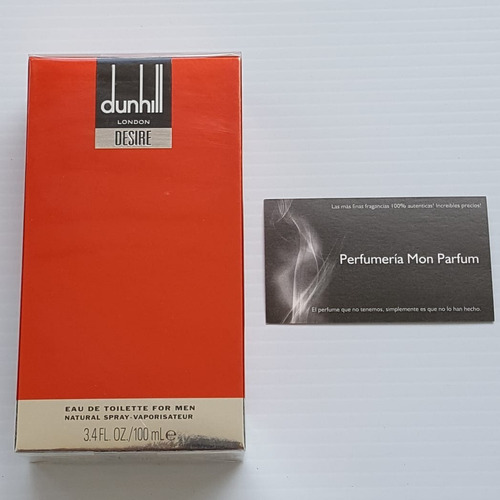 dunhill
LONDON
DESIRE
EAU DE TOILETTE FOR MEN
NATURAL SPRAY-VAPORISATEUR
3.4 FL. OZ./100 mL e
Las más finas fragancias 100% autenticas! Increibles precios!
Perfumería Mon Parfum
El perfume que no tenemos, simplemente es que no lo han hecho.